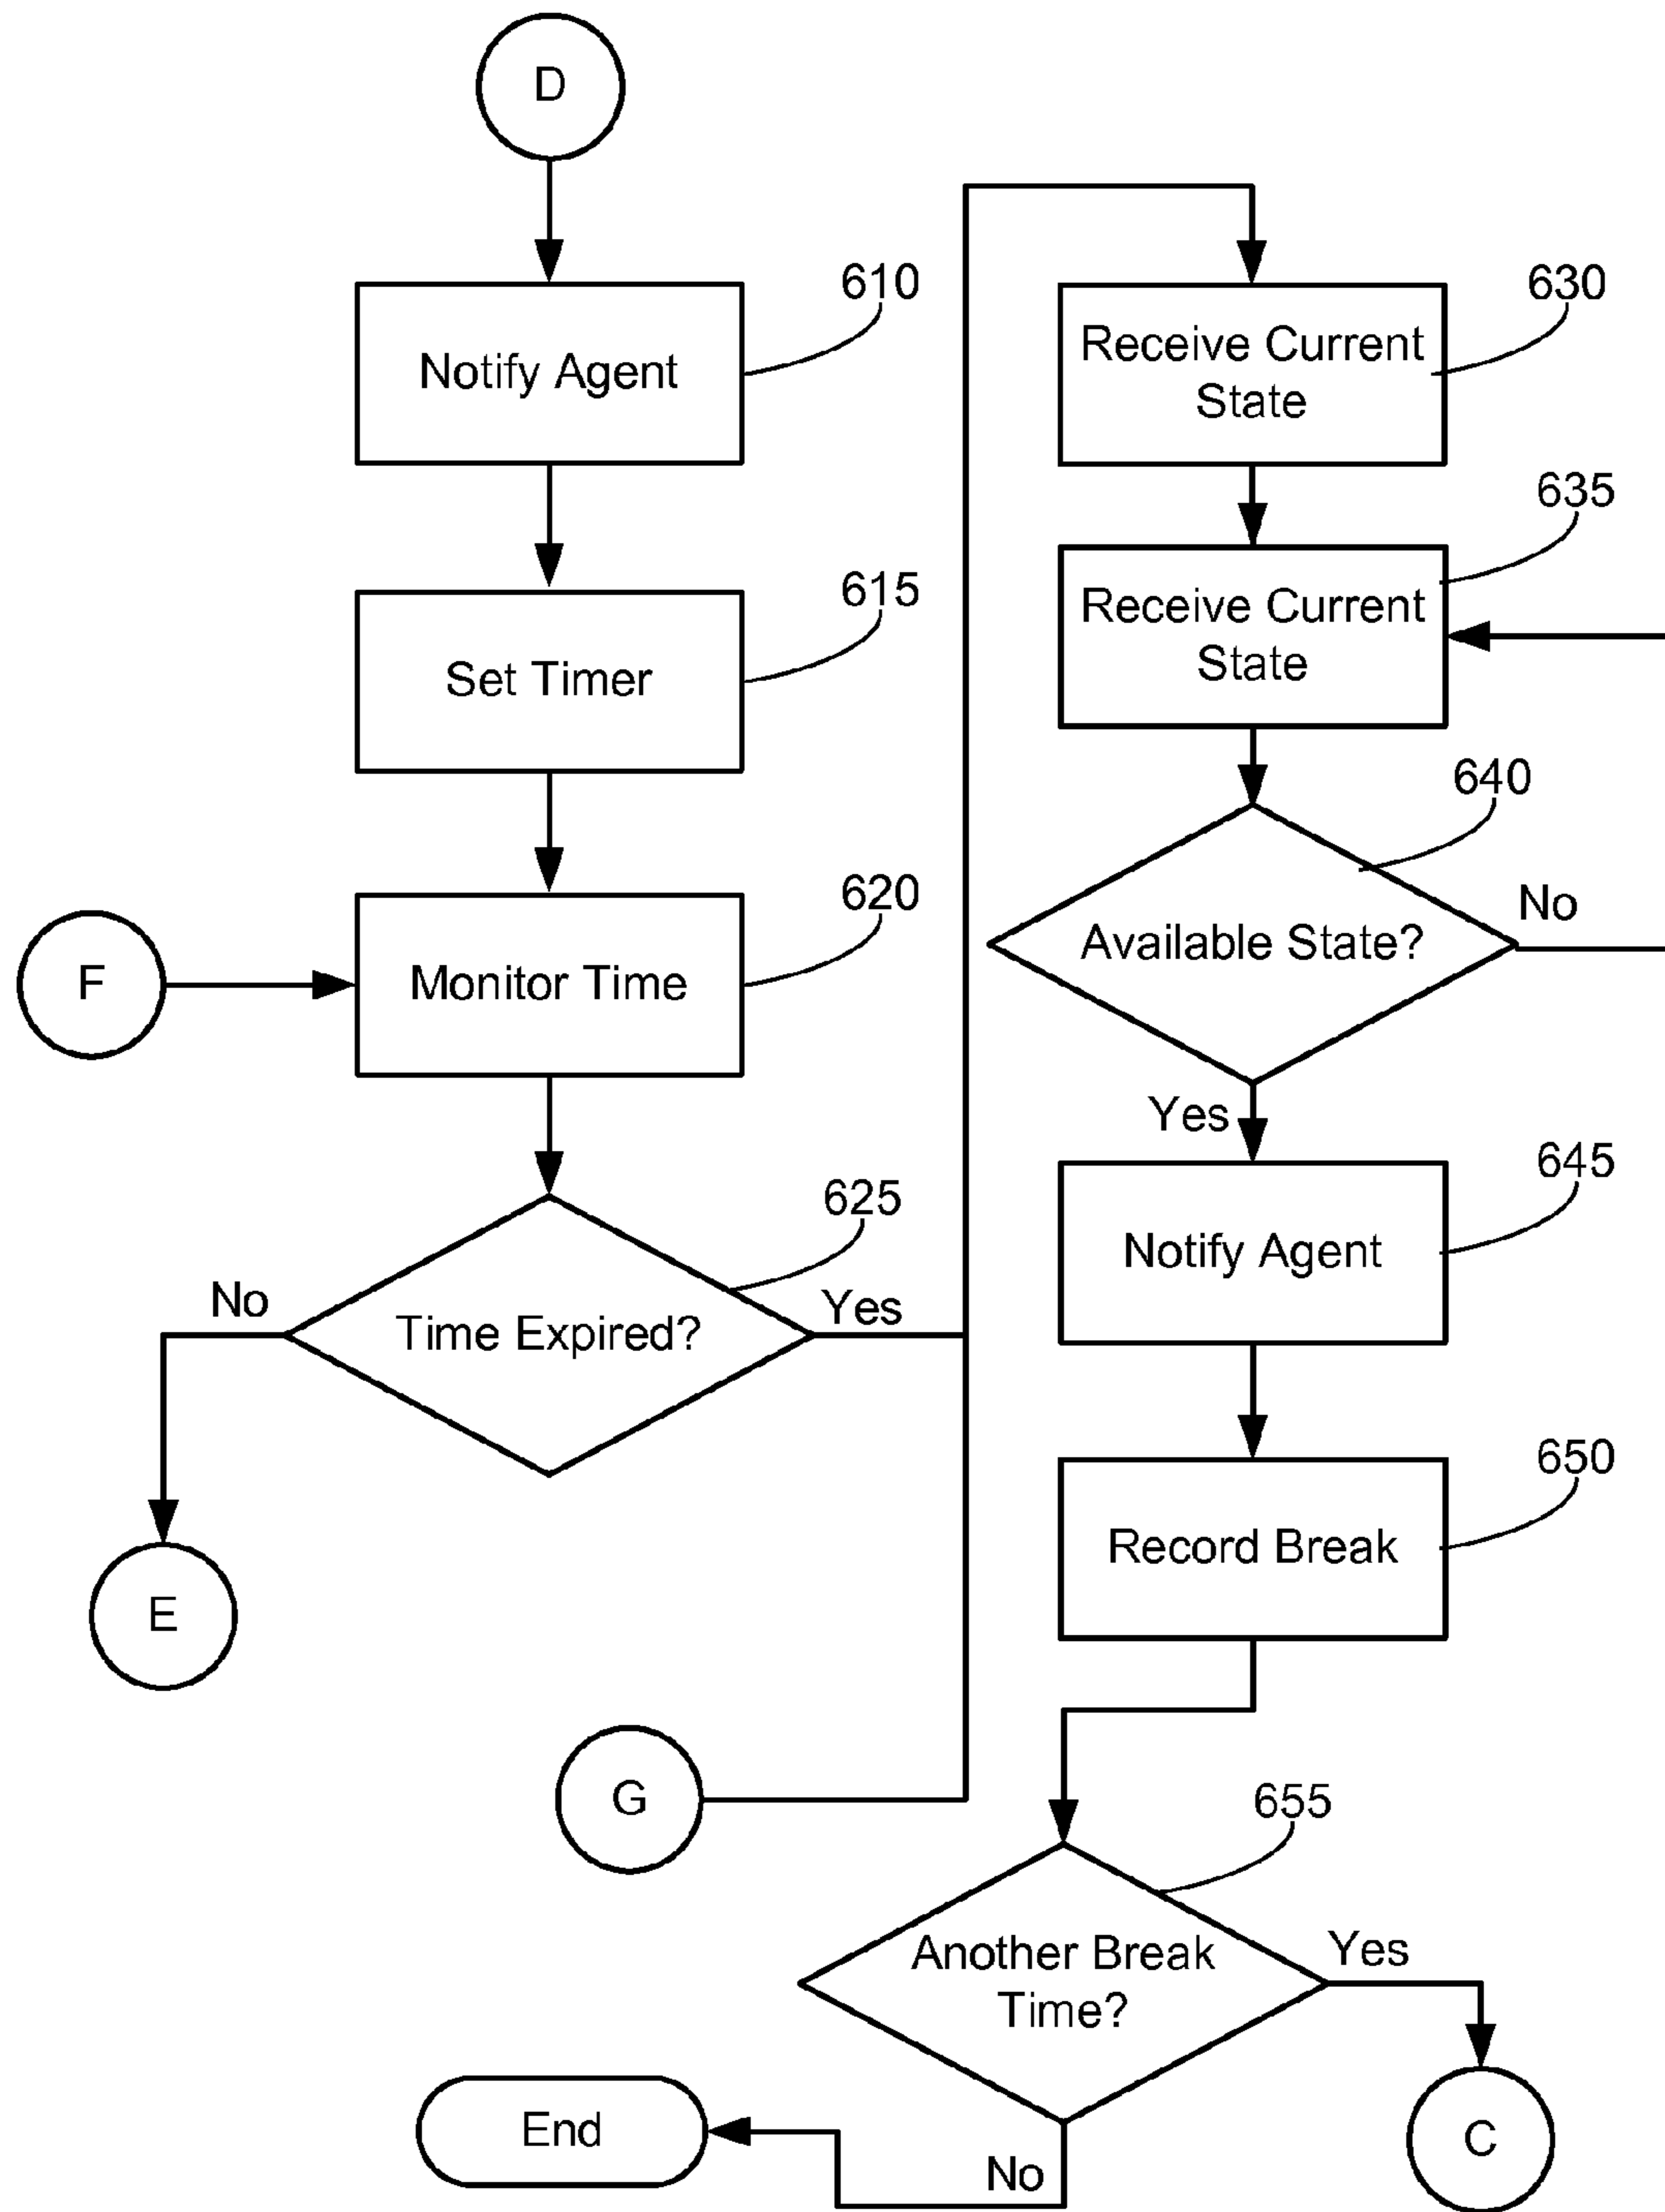 D
Notify Agent
610
Set Timer
615
F
Monitor Time
620
Time Expired?
625
No
Yes
E
G
Receive Current
State
630
Receive Current
State
635
Available State?
640
No
Yes
Notify Agent
645
Record Break
650
Another Break
Time?
655
Yes
No
C
End